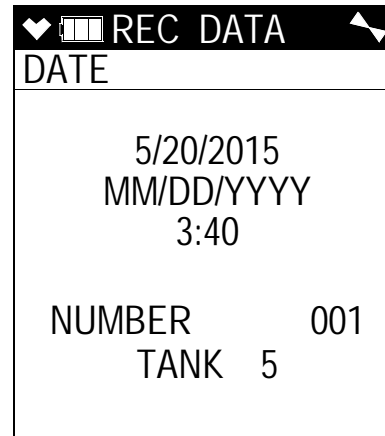 REC DATA
DATE
5/20/2015
MM/DD/YYYY
3:40
NUMBER 001
TANK 5